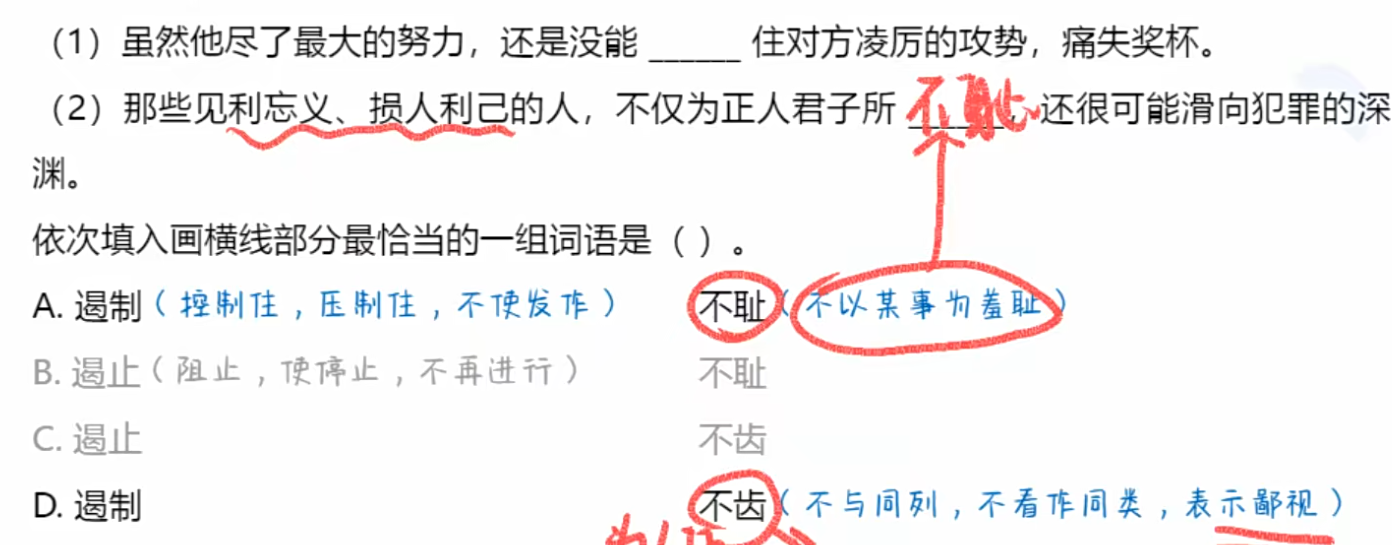 （1）虽然他尽了最大的努力，还是没能 ______ 住对方凌厉的攻势，痛失奖杯。
（2）那些见利忘义、损人利己的人，不仅为正人君子所 不耻，还很可能滑向犯罪的深
渊。
依次填入画横线部分最恰当的一组词语是（ ）。
A. 遏制（控制住，压制住，不使发作） 不耻（不以某事为羞耻）
B. 遏止（阻止，使停止，不再进行） 不耻
C. 遏止 不齿
D. 遏制 不齿（不与同列，不看作同类，表示鄙视）